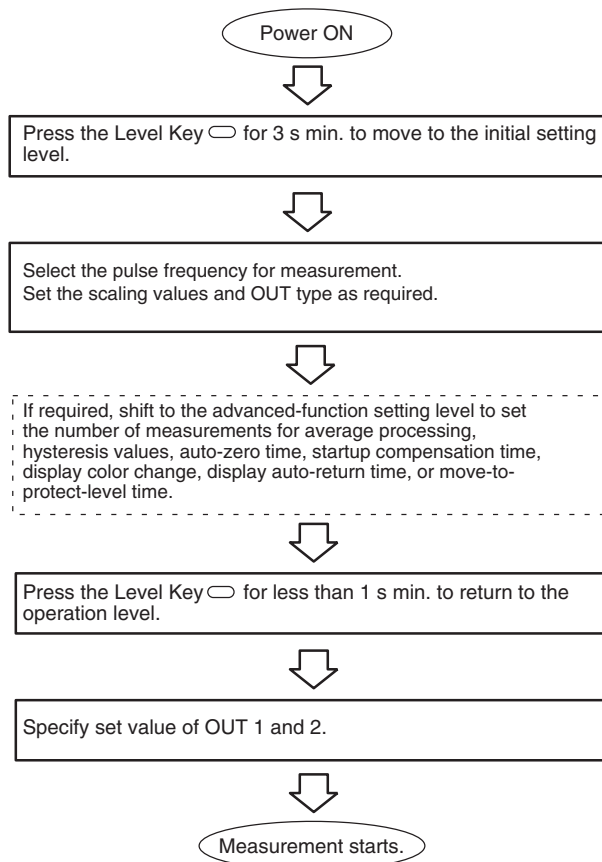 Power ON
Press the Level Key for 3 s min. to move to the initial setting
level.
Select the pulse frequency for measurement.
Set the scaling values and OUT type as required.
If required, shift to the advanced-function setting level to set
the number of measurements for average processing,
hysteresis values, auto-zero time, startup compensation time,
display color change, display auto-return time, or move-to-
protect-level time.
Press the Level Key for less than 1 s min. to return to the
operation level.
Specify set value of OUT 1 and 2.
Measurement starts.